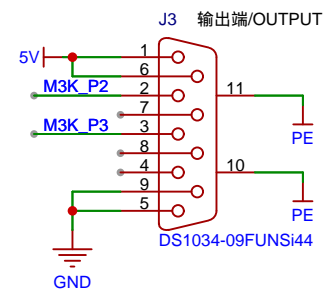 J3 输出端/OUTPUT
5V
1
6
M3K_P2
2
11
7
M3K_P3
3
PE
8
4
10
9
5
PE
DS1034-09FUNSi44
GND